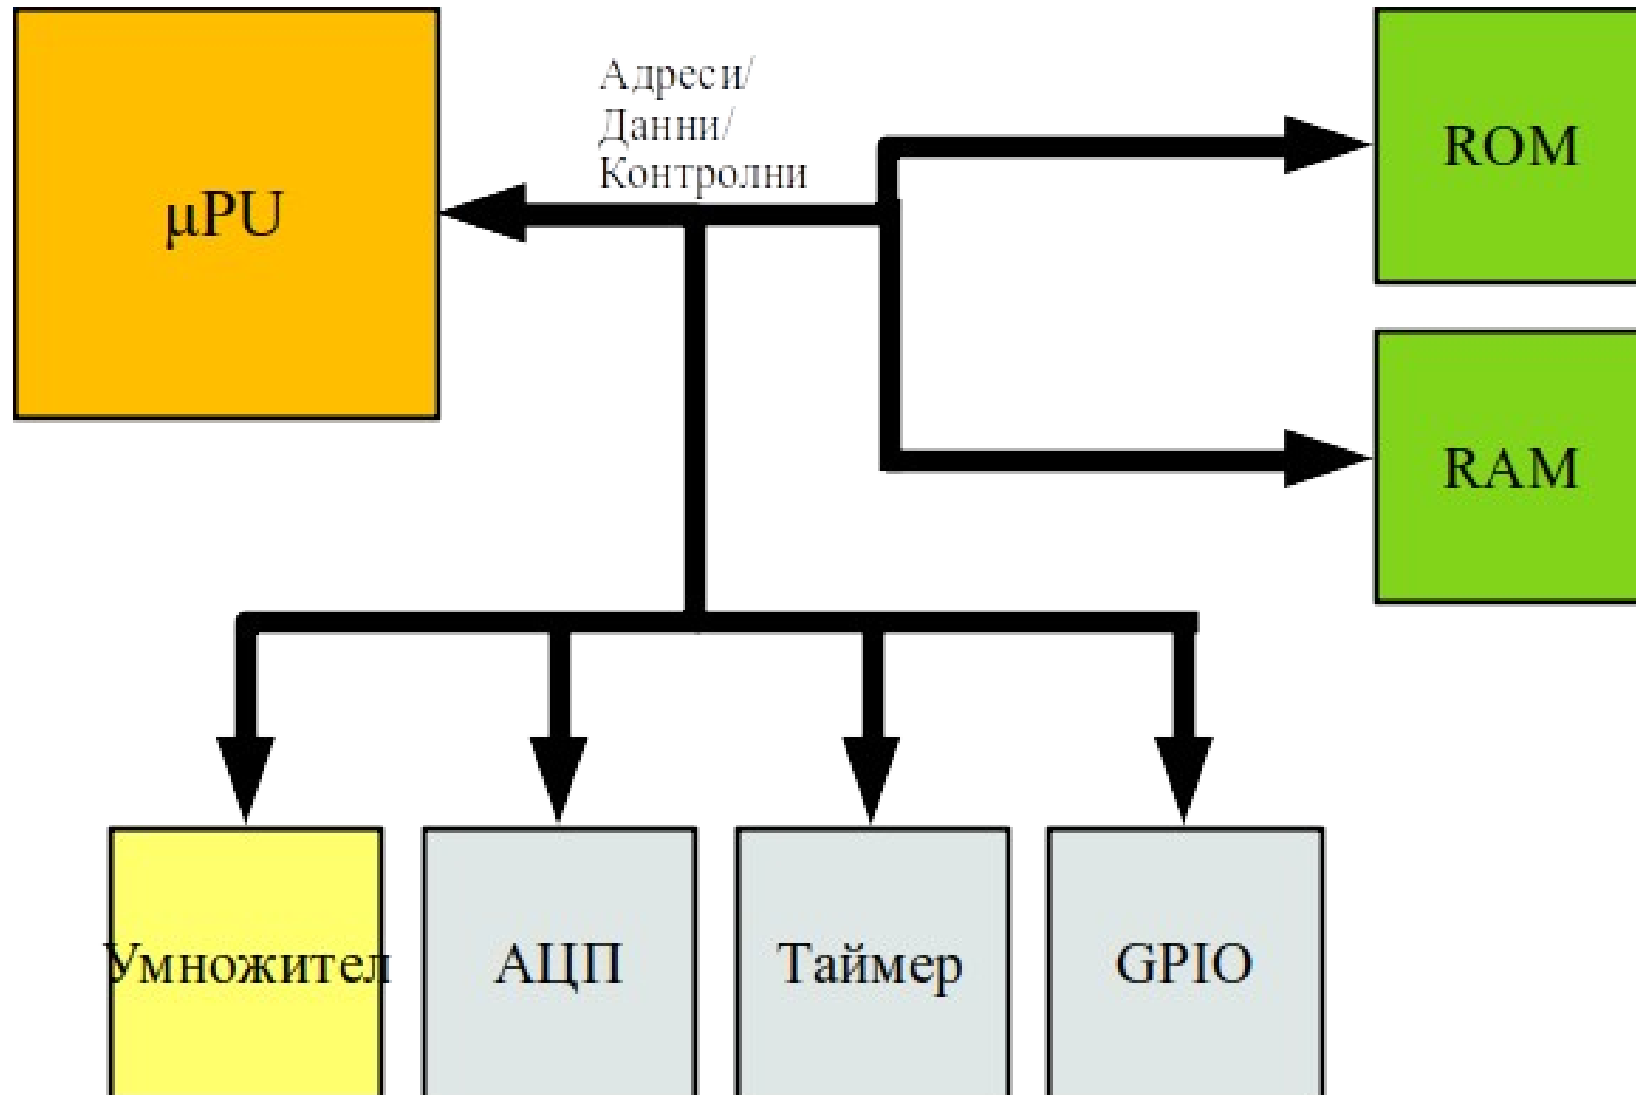 μPU
Адреси/
Данни/
Контролни
ROM
RAM
Умножител
АЦП
Таймер
GPIO